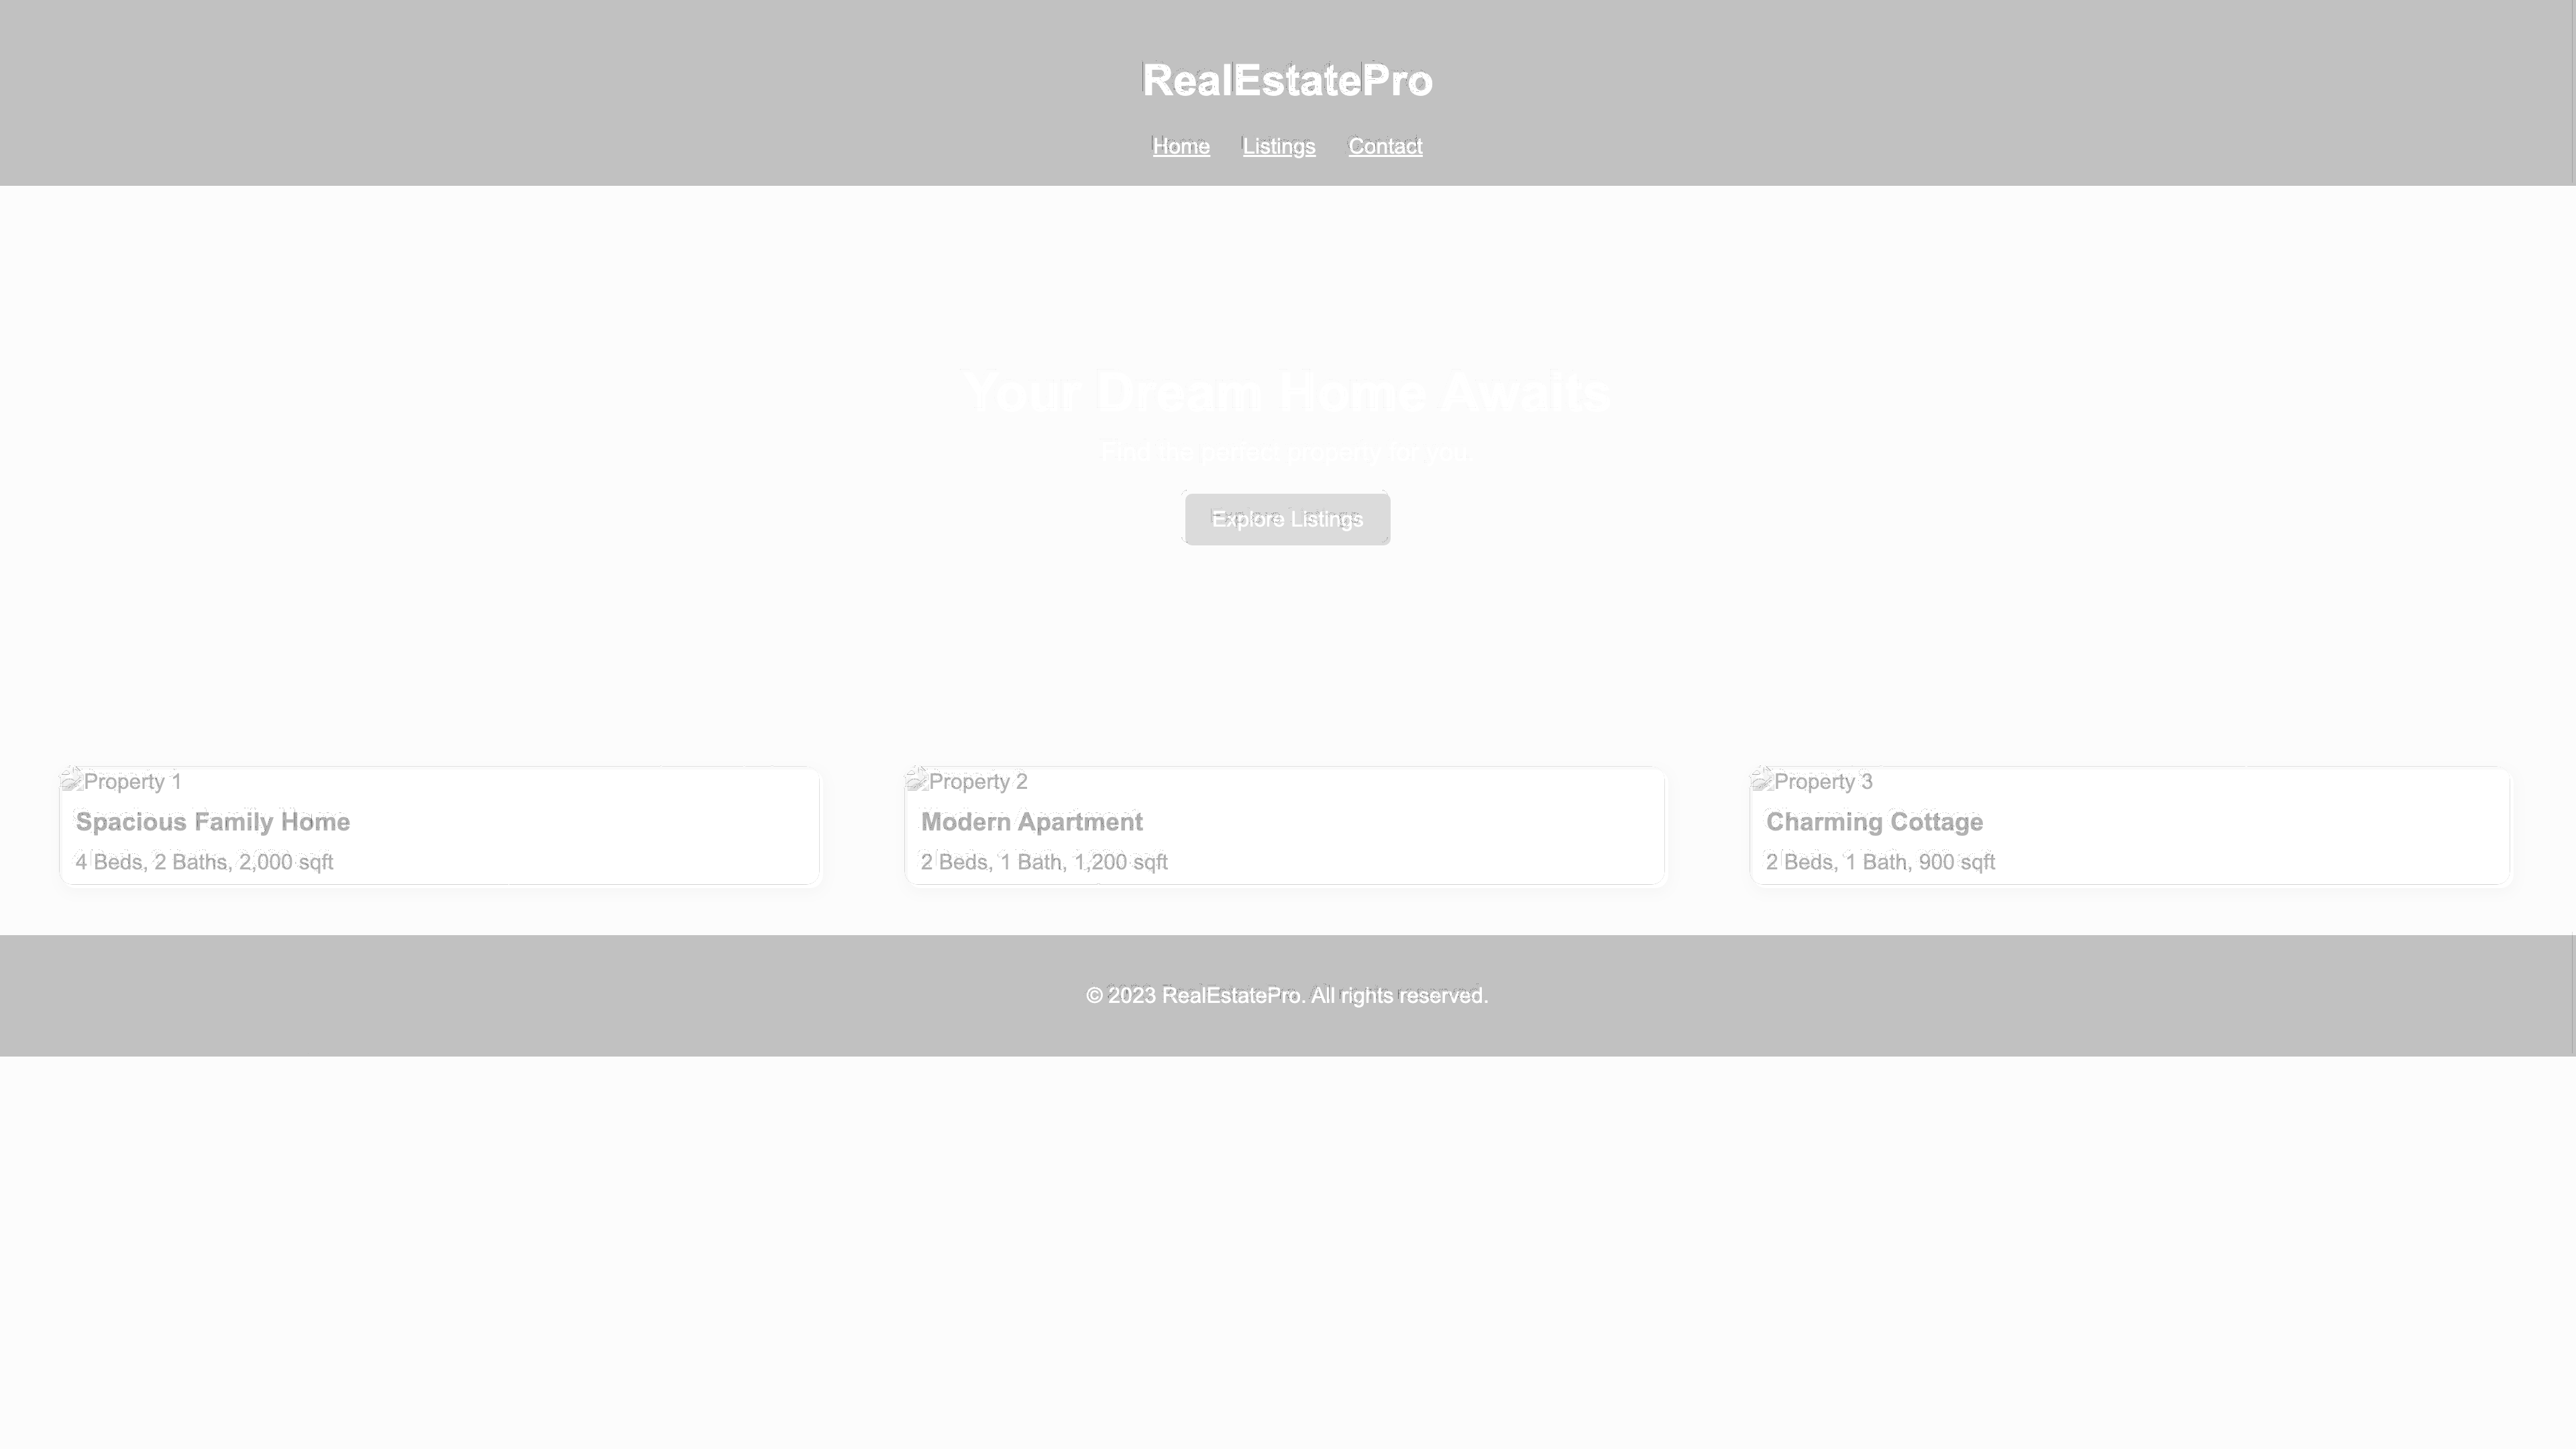 RealEstatePro
Home Listings Contact
Your Dream Home Awaits
Find the perfect property for you.
Explore Listings
Property 1
Spacious Family Home
4 Beds, 2 Baths, 2,000 sqft
Property 2
Modern Apartment
2 Beds, 1 Bath, 1,200 sqft
Property 3
Charming Cottage
2 Beds, 1 Bath, 900 sqft
© 2023 RealEstatePro. All rights reserved.